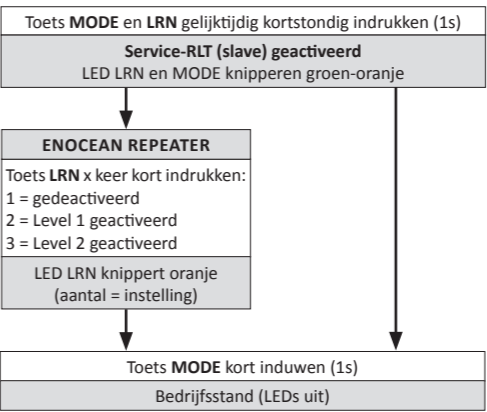 Toets MODE en LRN gelijktijdig kortstondig indrukken (1s)
Service-RLT (slave) geactiveerd
LED LRN en MODE knipperen groen-oranje
ENOCEAN REPEATER
Toets LRN x keer kort indrukken:
1 = gedeactiveerd
2 = Level 1 geactiveerd
3 = Level 2 geactiveerd
LED LRN knippert oranje
(aantal = instelling)
Toets MODE kort induwen (1s)
Bedrijfsstand (LEDs uit)